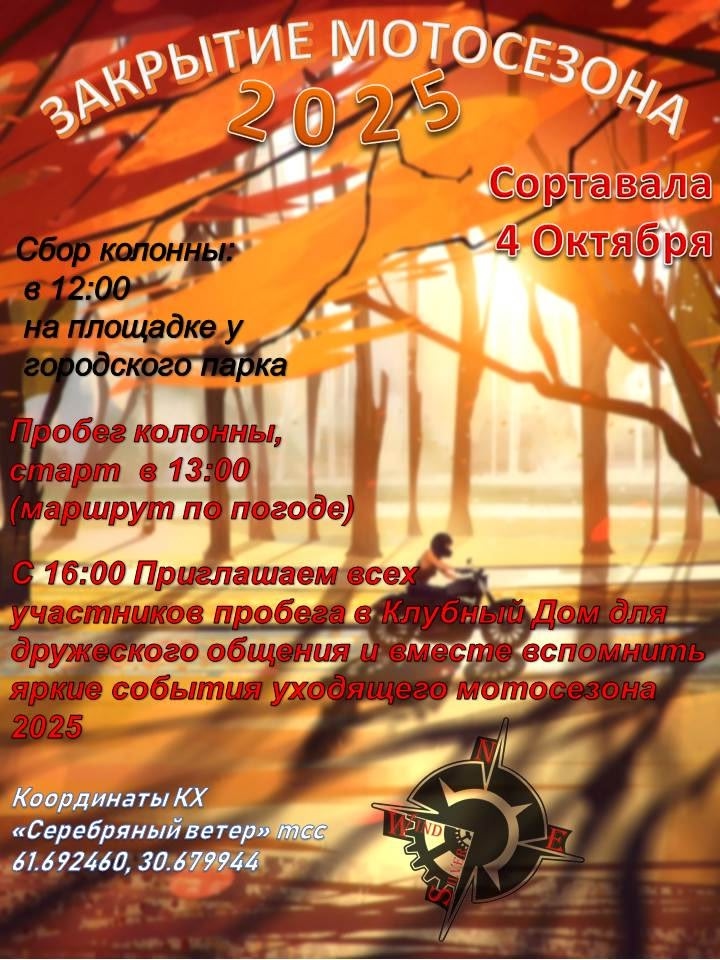 ЗАКРЫТИЕ МОТОСЕЗОНА
2025
Сортавала
4 Октября
Сбор колонны:
в 12:00
на площадке у
городского парка
Пробег колонны,
старт в 13:00
(маршрут по погоде)
С 16:00 Приглашаем всех
участников пробега в Клубный Дом для
дружеского общения и вместе вспомнить
яркие события уходящего мотосезона
2025
Координаты КХ
«Серебряный ветер» тсс
61.692460, 30.679944
N
WIND
E
SILVER